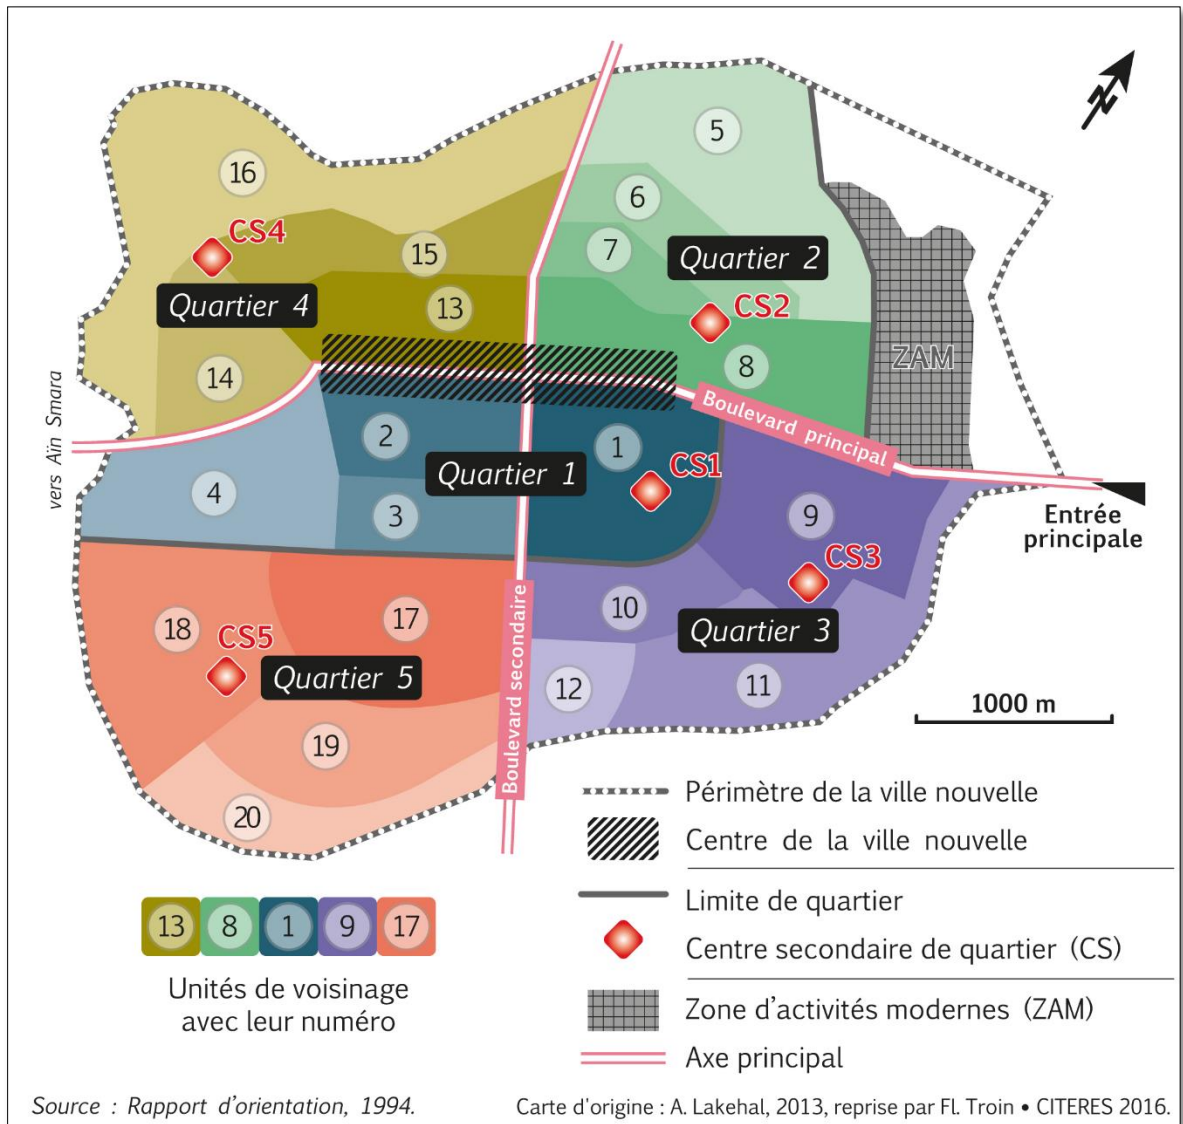 5
16
6
CS4
15
7
Quartier 2
Quartier 4
13
CS2
ZAM
14
8
vers Aïn Smara
Boulevard principal
2
1
CS1
Quartier 1
4
3
9
Entrée
principale
CS3
10
17
18
CS5
Quartier 3
Quartier 5
12
11
Boulevard secondaire
1000 m
19
20
Périmètre de la ville nouvelle
Centre de la ville nouvelle
Limite de quartier
Centre secondaire de quartier (CS)
Zone d'activités modernes (ZAM)
Axe principal
13 8 1 9 17
Unités de voisinage
avec leur numéro
Source : Rapport d'orientation, 1994.
Carte d'origine : A. Lakehal, 2013, reprise par Fl. Troin • CITERES 2016.
N